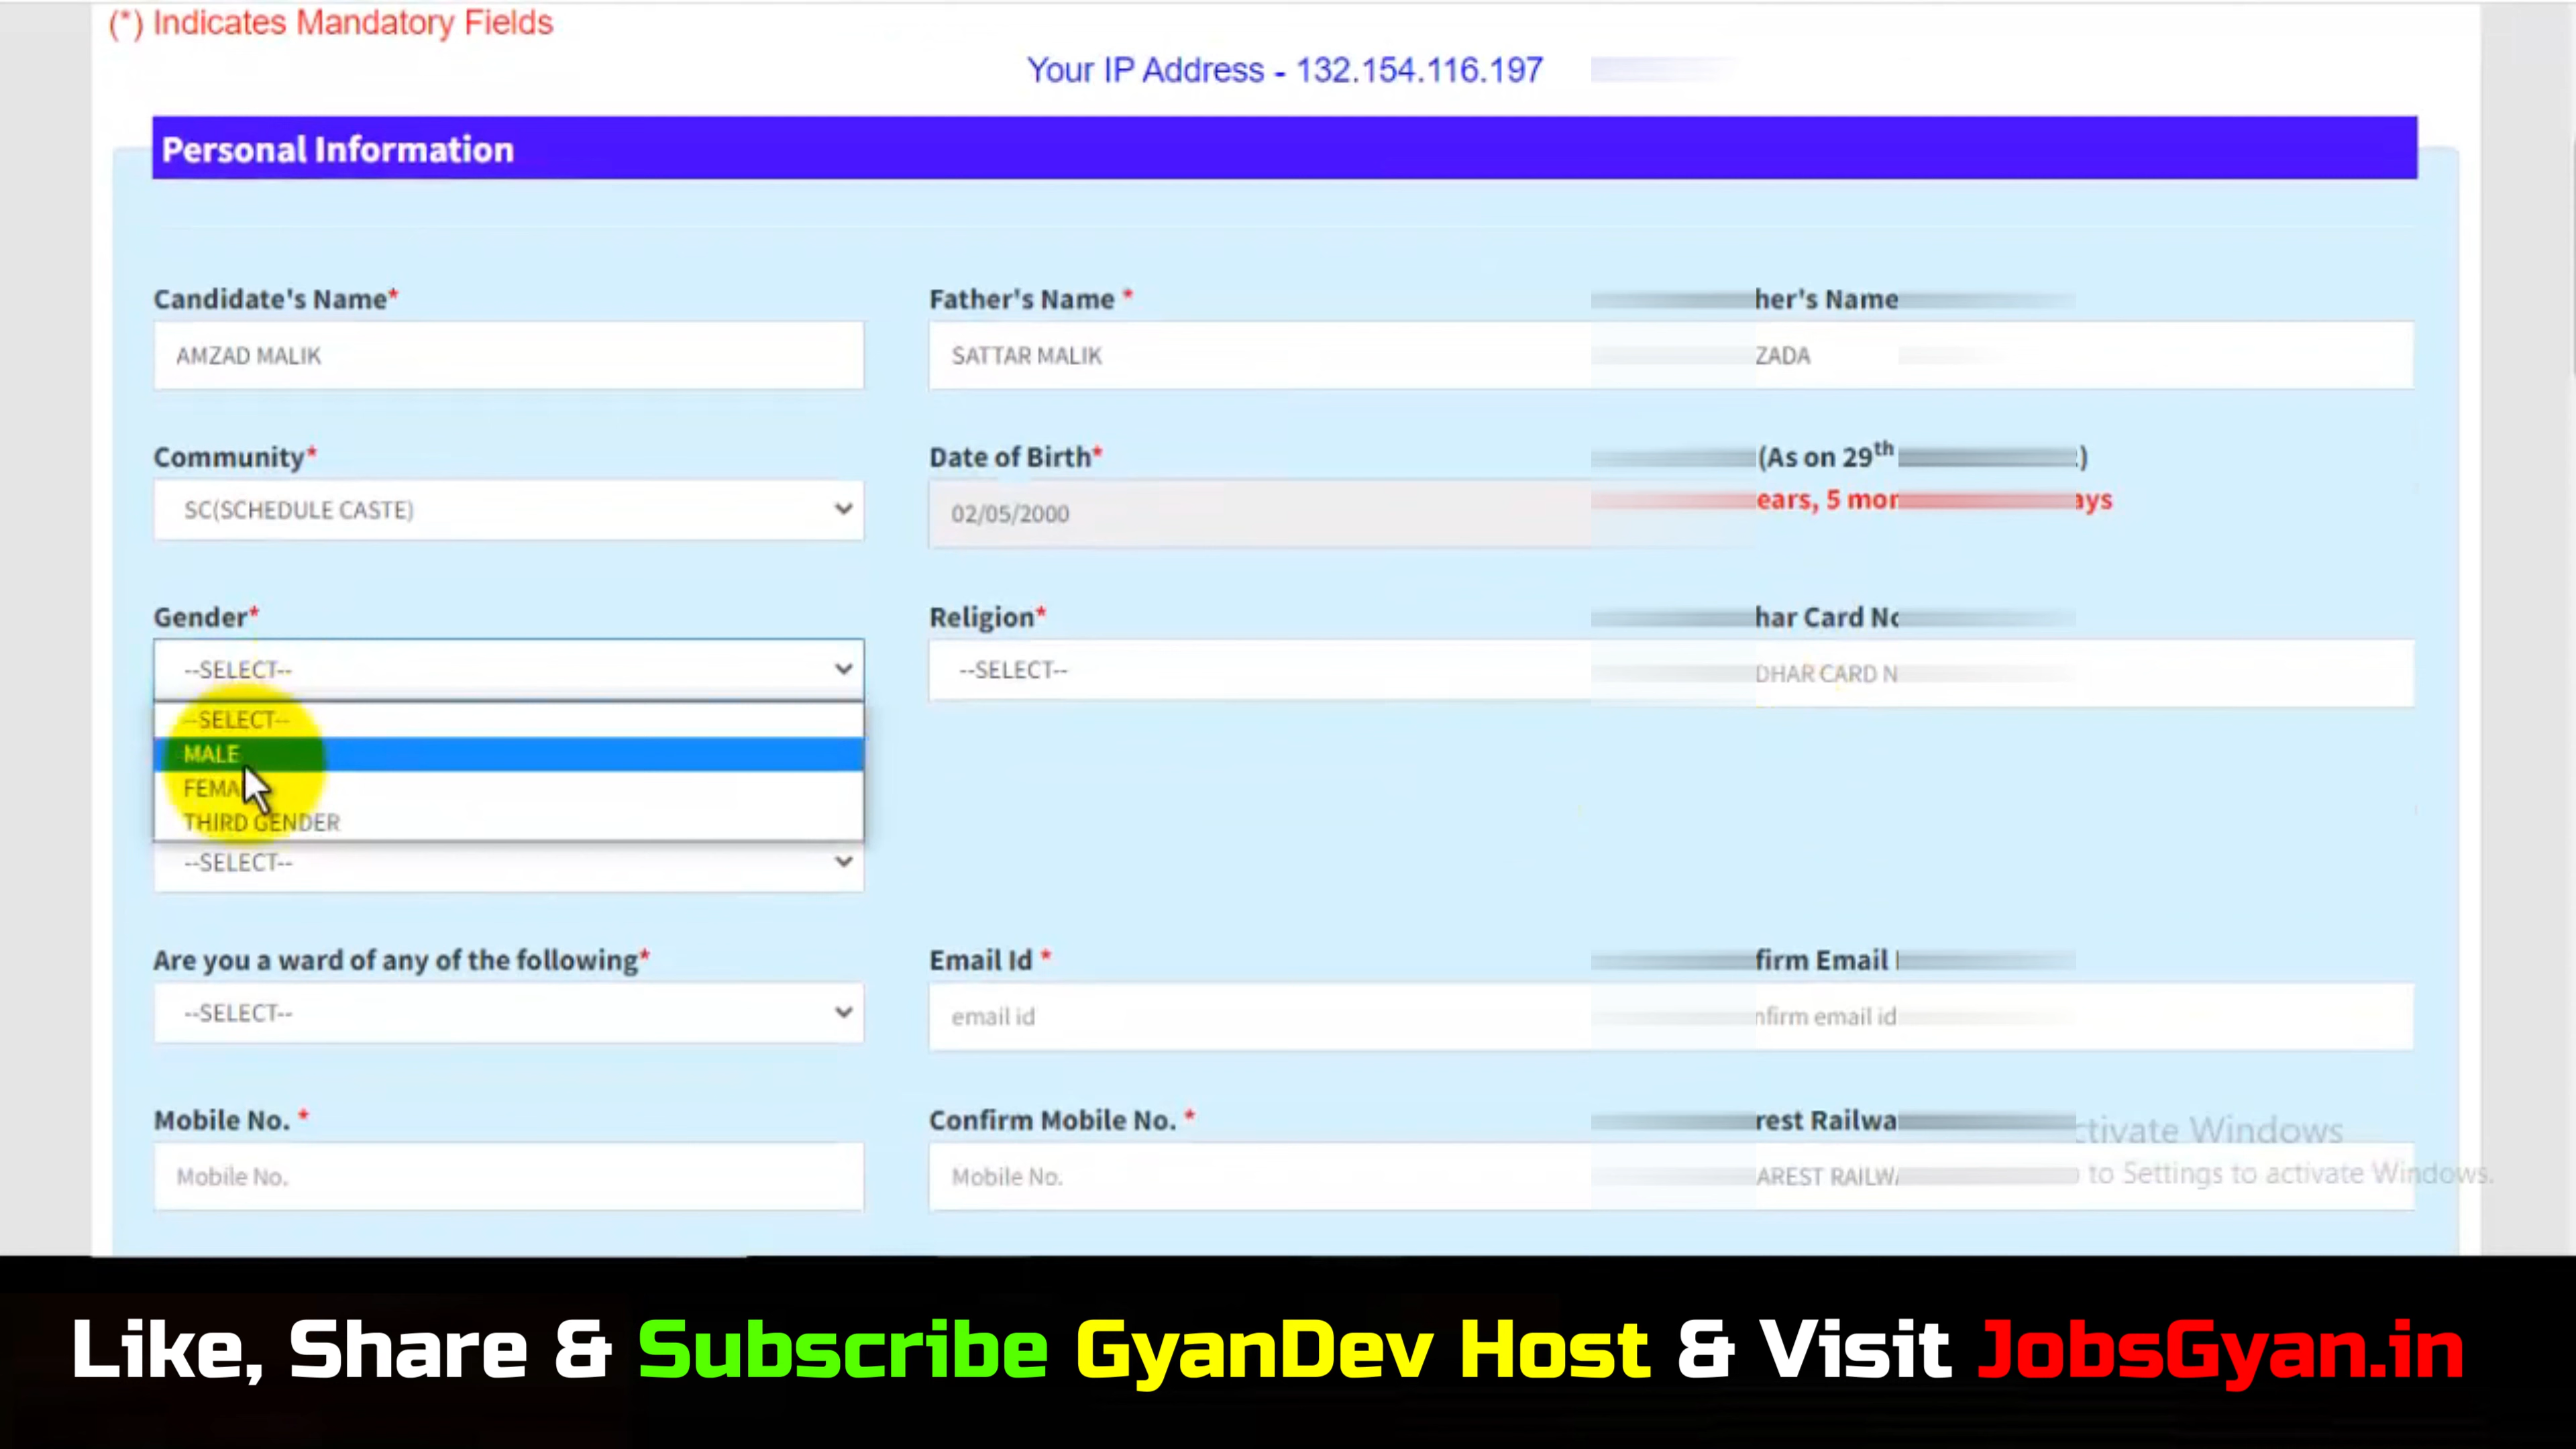 (*) Indicates Mandatory Fields
Your IP Address - 132.154.116.197
Personal Information
Candidate's Name* Father's Name * her's Name
AMZAD MALIK SATTAR MALIK ZADA
Community* Date of Birth* (As on 29th )
SC(SCHEDULE CASTE) 02/05/2000 ears, 5 mon ays
Gender* Religion* har Card No
--SELECT-- --SELECT-- DHAR CARD N
--SELECT--
MALE
FEMA
THIRD GENDER
--SELECT--
Are you a ward of any of the following* Email Id * firm Email
--SELECT-- email id nfirm email id
Mobile No. * Confirm Mobile No. * rest Railwa
ctivate Windows
Mobile No. Mobile No. AREST RAILWA
to Settings to activate Windows.
Like, Share & Subscribe GyanDev Host & Visit JobsGyan.in